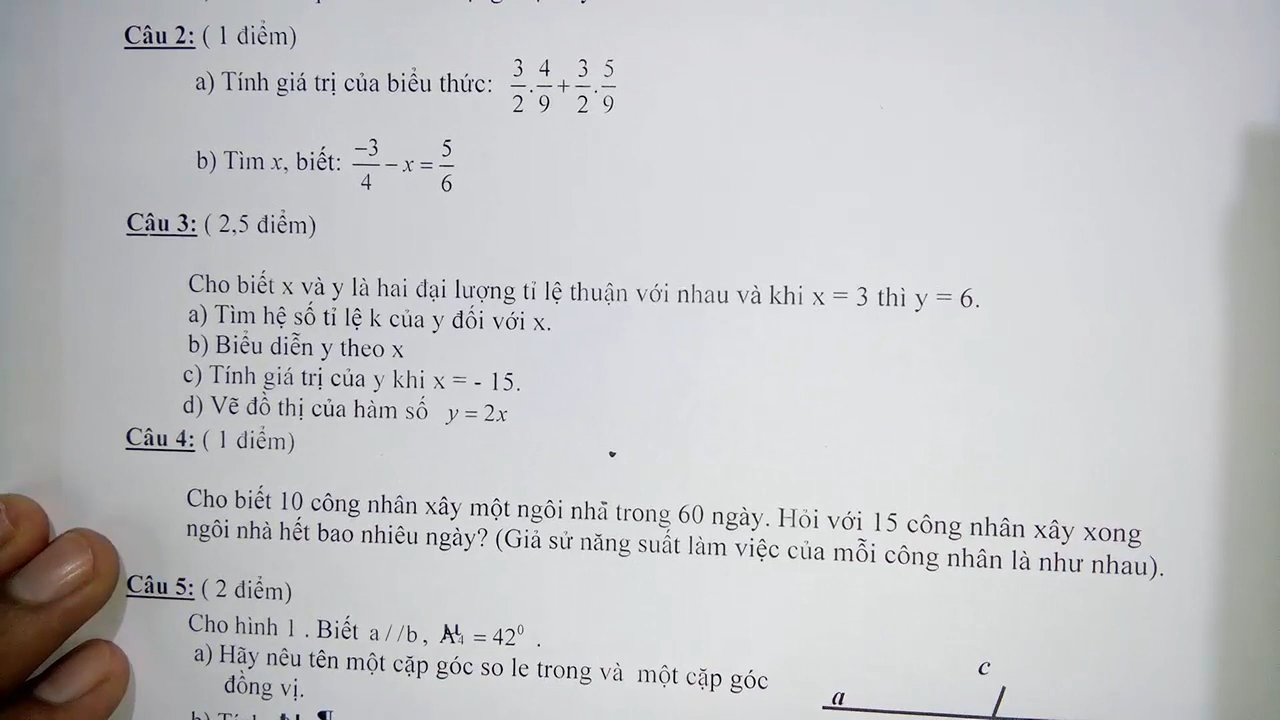 Câu 2: ( 1 điểm)
a) Tính giá trị của biểu thức: 3/2 . 4/9 + 3/2 . 5/9
b) Tìm x, biết: -3/4 - x = 5/6
Câu 3: ( 2,5 điểm)
Cho biết x và y là hai đại lượng tỉ lệ thuận với nhau và khi x = 3 thì y = 6.
a) Tìm hệ số tỉ lệ k của y đối với x.
b) Biểu diễn y theo x
c) Tính giá trị của y khi x = - 15.
d) Vẽ đồ thị của hàm số y = 2x
Câu 4: ( 1 điểm)
Cho biết 10 công nhân xây một ngôi nhà trong 60 ngày. Hỏi với 15 công nhân xây xong
ngôi nhà hết bao nhiêu ngày? (Giả sử năng suất làm việc của mỗi công nhân là như nhau).
Câu 5: ( 2 điểm)
Cho hình 1 . Biết a//b, = 42⁰ .
a) Hãy nêu tên một cặp góc so le trong và một cặp góc
đồng vị.
c
a